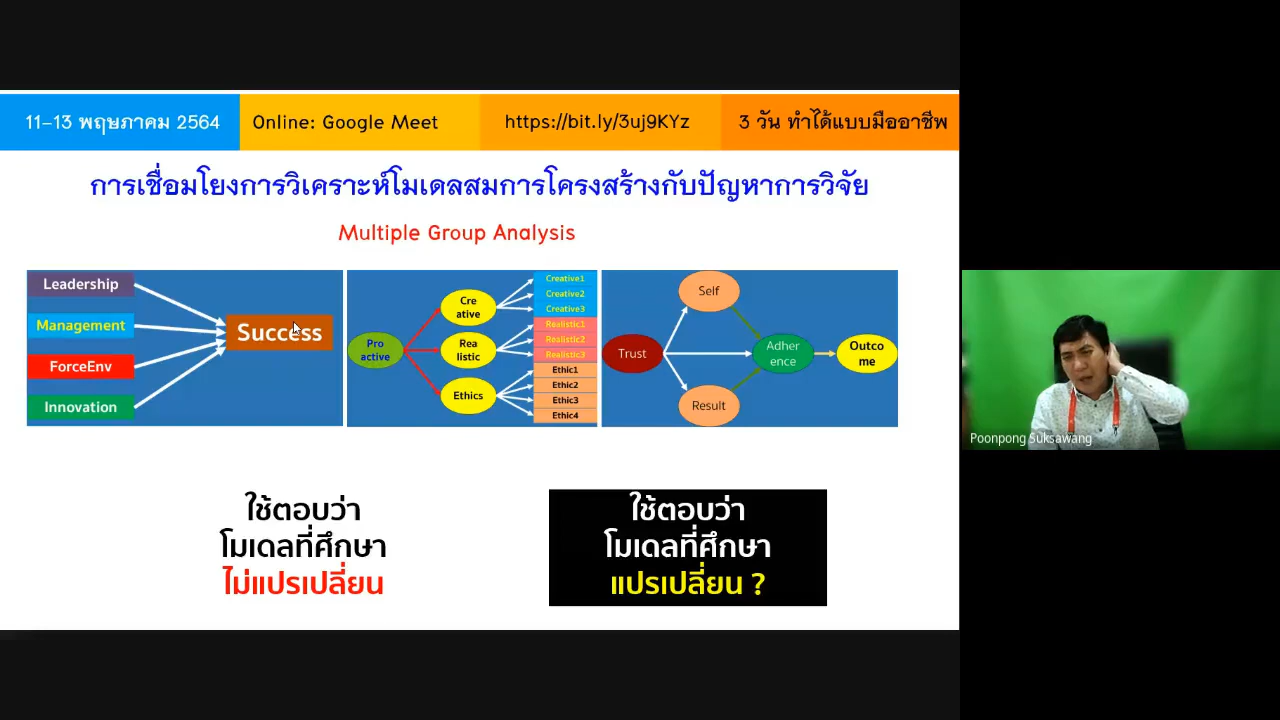 11-13 พฤษภาคม 2564
Online: Google Meet
https://bit.ly/3uj9KYz
3 วัน ทำได้แบบมืออาชีพ
การเชื่อมโยงการวิเคราะห์โมเดลสมการโครงสร้างกับปัญหาการวิจัย
Multiple Group Analysis
Leadership
Management
ForceEnv
Innovation
Success
Pro
active
Cre
ative
Rea
listic
Ethics
Creative1
Creative2
Creative3
Realistic1
Realistic2
Realistic3
Ethic1
Ethic2
Ethic3
Ethic4
Trust
Self
Result
Adher
ence
Outco
me
ใช้ตอบว่า
โมเดลที่ศึกษา
ไม่แปรเปลี่ยน
ใช้ตอบว่า
โมเดลที่ศึกษา
แปรเปลี่ยน ?
Poonpong Suksawang